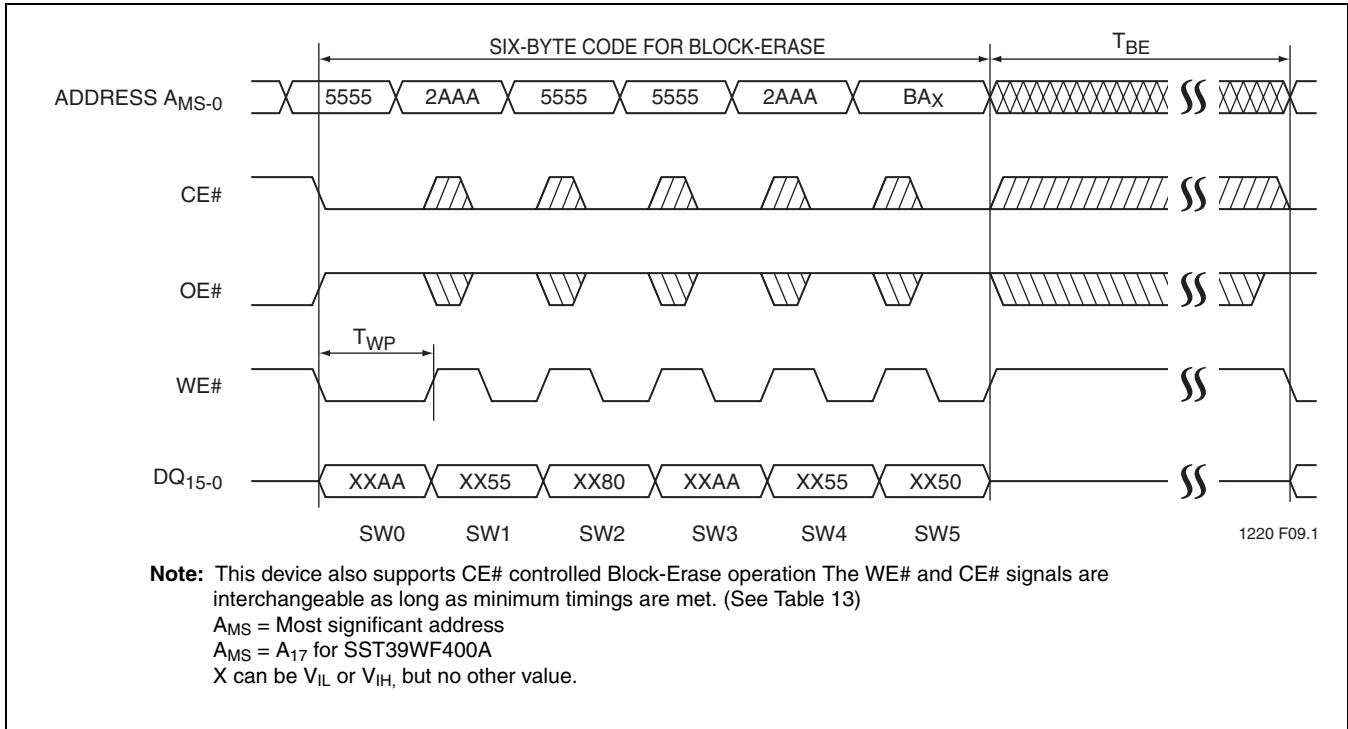 SIX-BYTE CODE FOR BLOCK-ERASE TBE
ADDRESS AMS-0 5555 2AAA 5555 5555 2AAA BAX
CE#
OE#
TWP
WE#
DQ15-0 XXAA XX55 XX80 XXAA XX55 XX50
SW0 SW1 SW2 SW3 SW4 SW5 1220 F09.1
Note: This device also supports CE# controlled Block-Erase operation The WE# and CE# signals are
interchangeable as long as minimum timings are met. (See Table 13)
AMS = Most significant address
AMS = A17 for SST39WF400A
X can be VIL or VIH, but no other value.